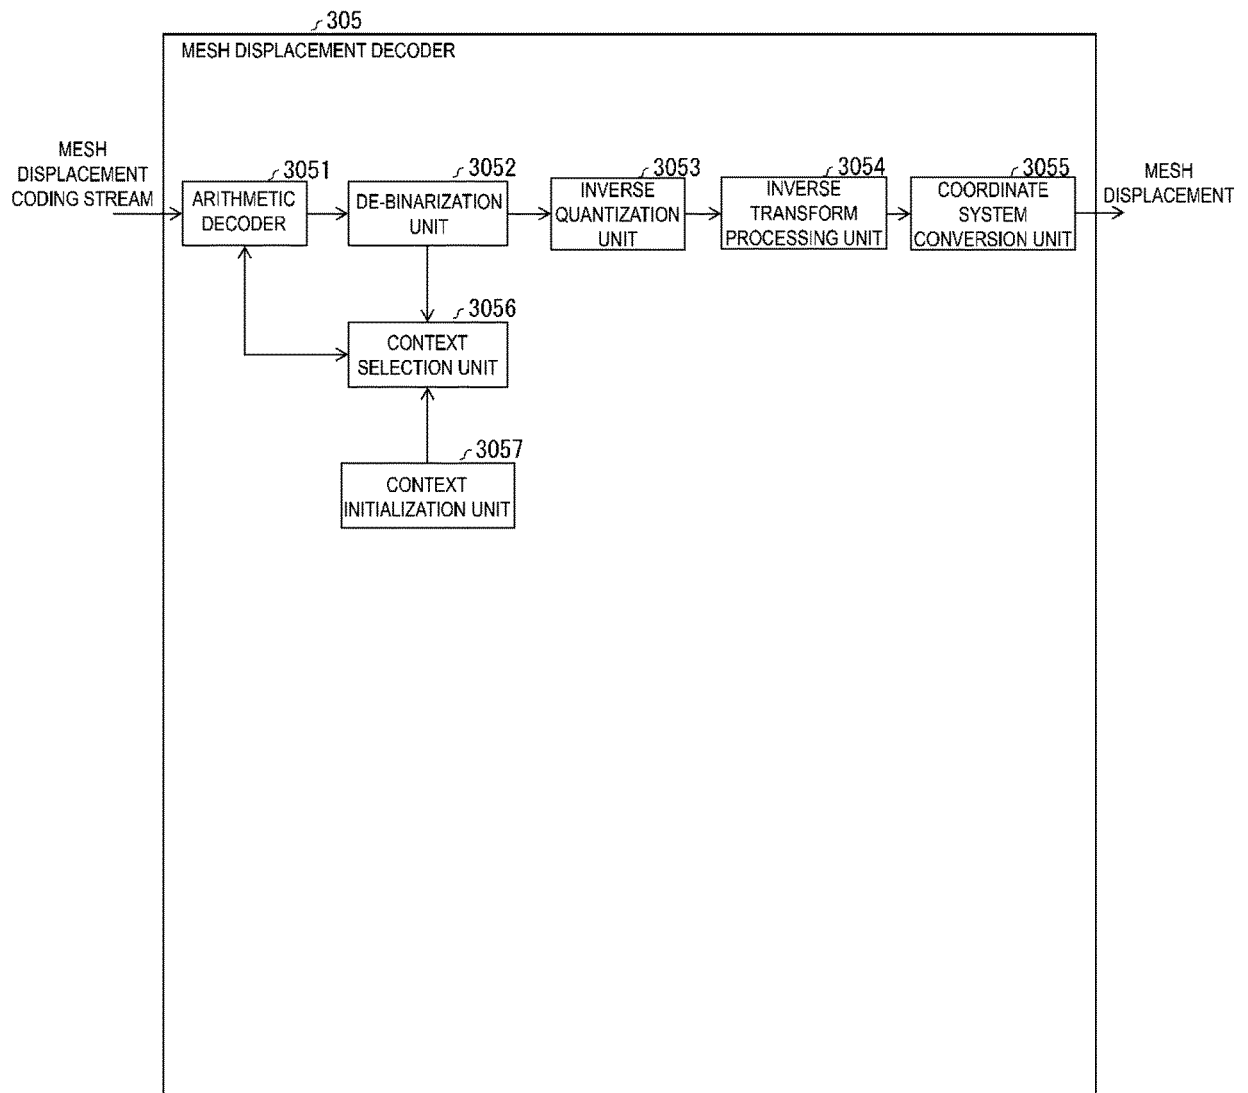 305
MESH DISPLACEMENT DECODER
MESH
DISPLACEMENT
CODING STREAM
3051
ARITHMETIC
DECODER
3052
DE-BINARIZATION
UNIT
3053
INVERSE
QUANTIZATION
UNIT
3054
INVERSE
TRANSFORM
PROCESSING UNIT
3055
COORDINATE
SYSTEM
CONVERSION UNIT
MESH
DISPLACEMENT
3056
CONTEXT
SELECTION UNIT
3057
CONTEXT
INITIALIZATION UNIT